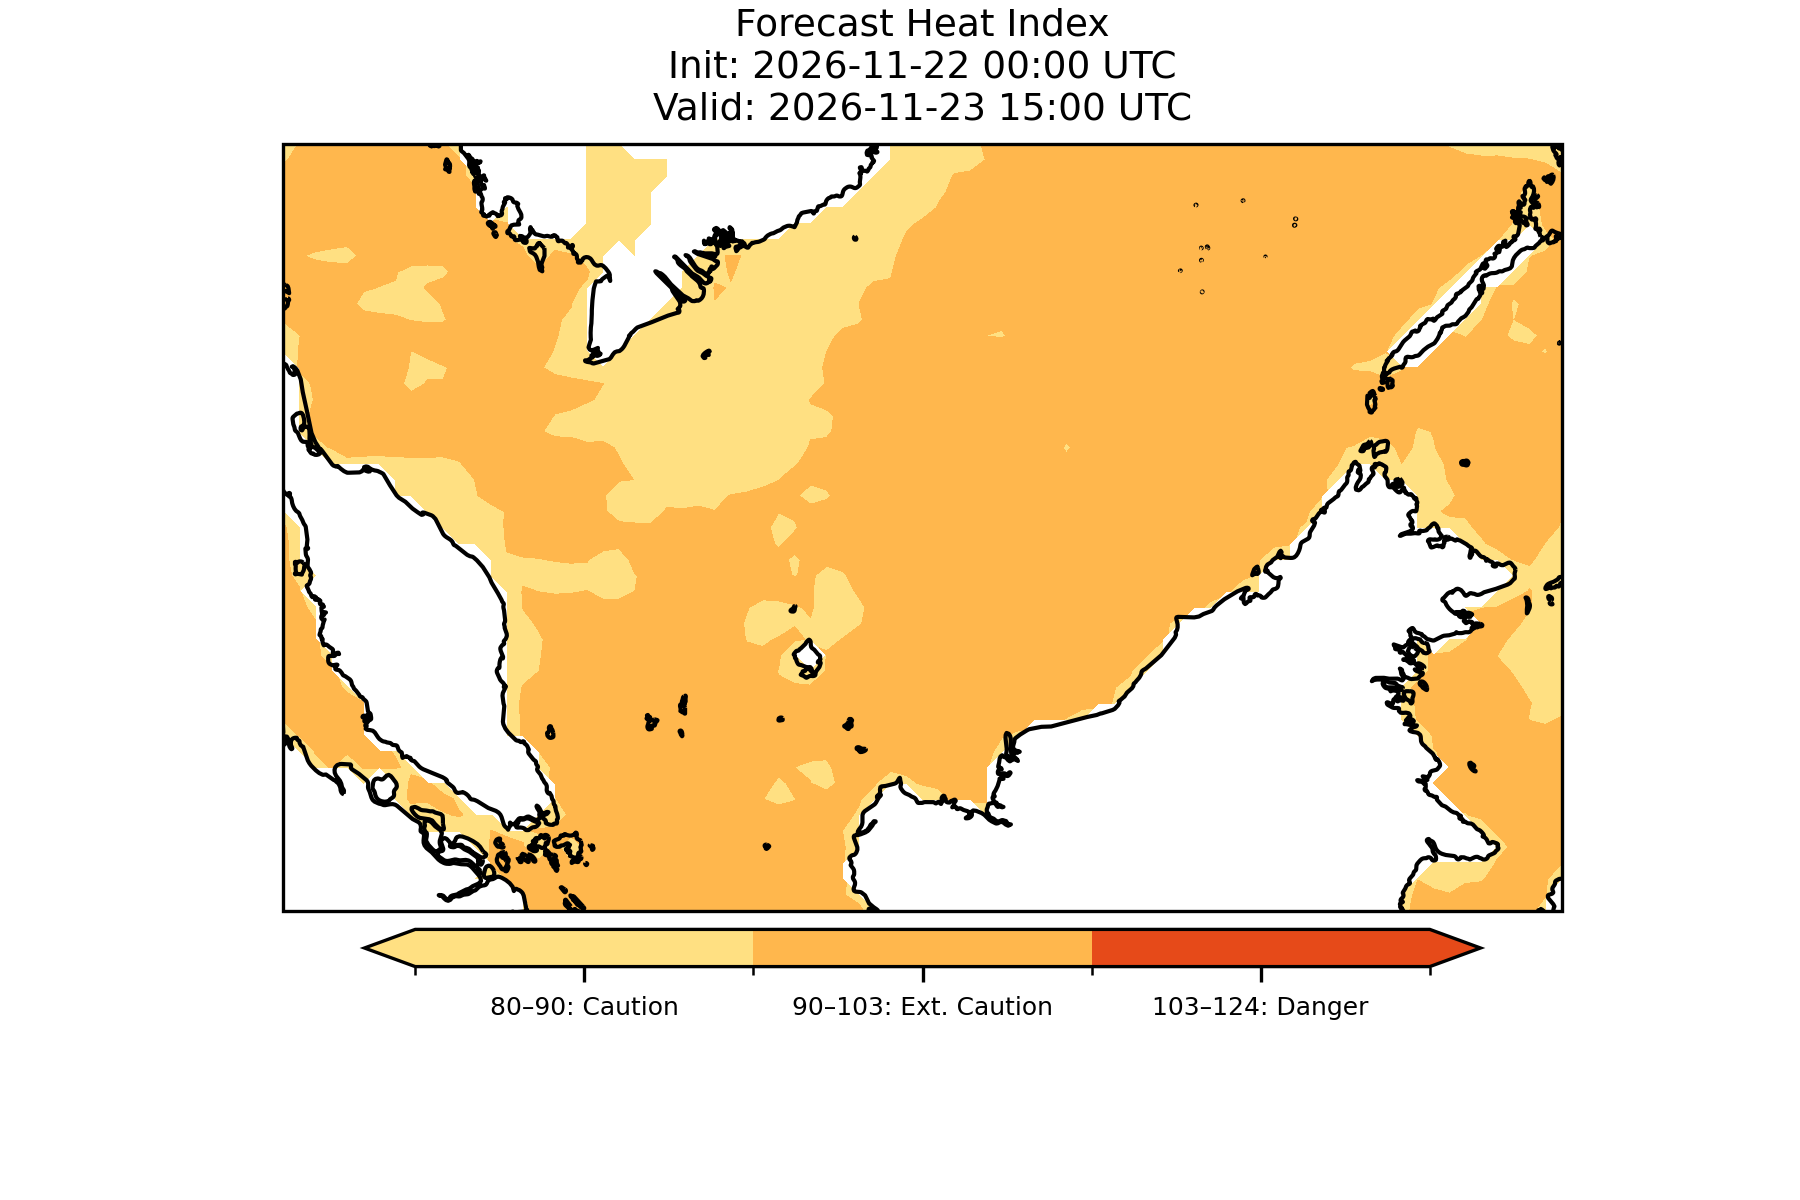 Forecast Heat Index
Init: 2026-11-22 00:00 UTC
Valid: 2026-11-23 15:00 UTC
80–90: Caution
90–103: Ext. Caution
103–124: Danger